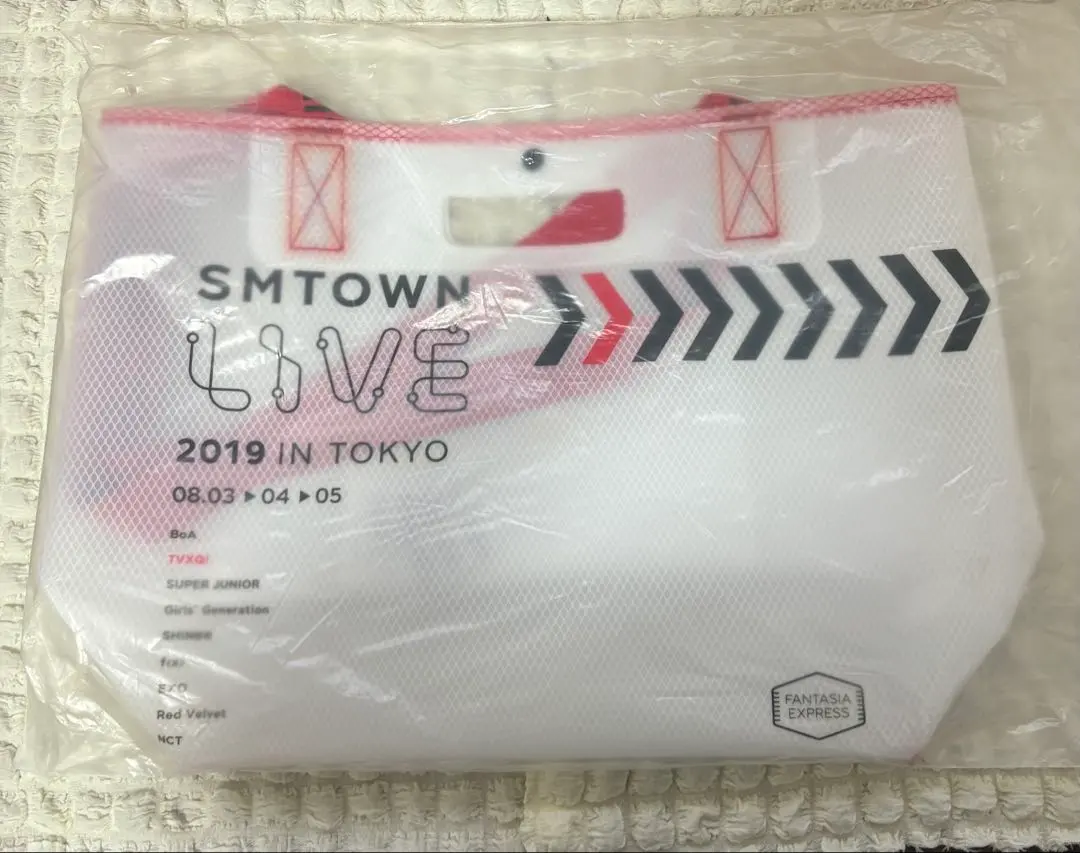 SMTOWN
LIVE
2019 IN TOKYO
08.03 ▶ 04 ▶ 05
BoA
TVXQ!
SUPER JUNIOR
Girls' Generation
SHINee
f(x)
EXO
Red Velvet
NCT
FANTASIA
EXPRESS